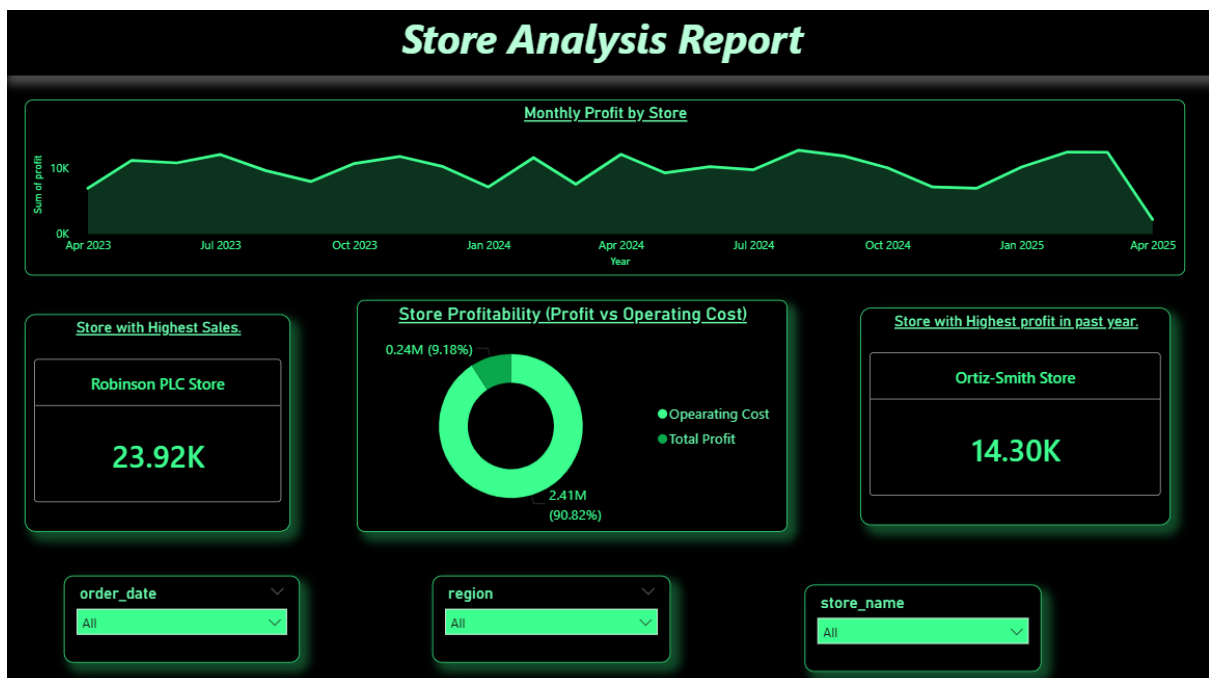 Store Analysis Report
Monthly Profit by Store
Sum of profit
10K
0K
Apr 2023 Jul 2023 Oct 2023 Jan 2024 Apr 2024 Jul 2024 Oct 2024 Jan 2025 Apr 2025
Year
Store with Highest Sales.
Robinson PLC Store
23.92K
Store Profitability (Profit vs Operating Cost)
0.24M (9.18%)
Opearating Cost
Total Profit
2.41M
(90.82%)
Store with Highest profit in past year.
Ortiz-Smith Store
14.30K
order_date
All
region
All
store_name
All